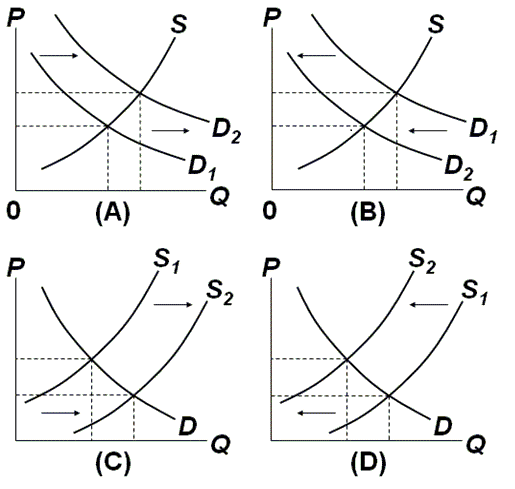 P
S
D₂
D₁
0
Q
(A)
P
S
D₁
D₂
0
Q
(B)
P
S₁
S₂
D
Q
(C)
P
S₂
S₁
D
Q
(D)